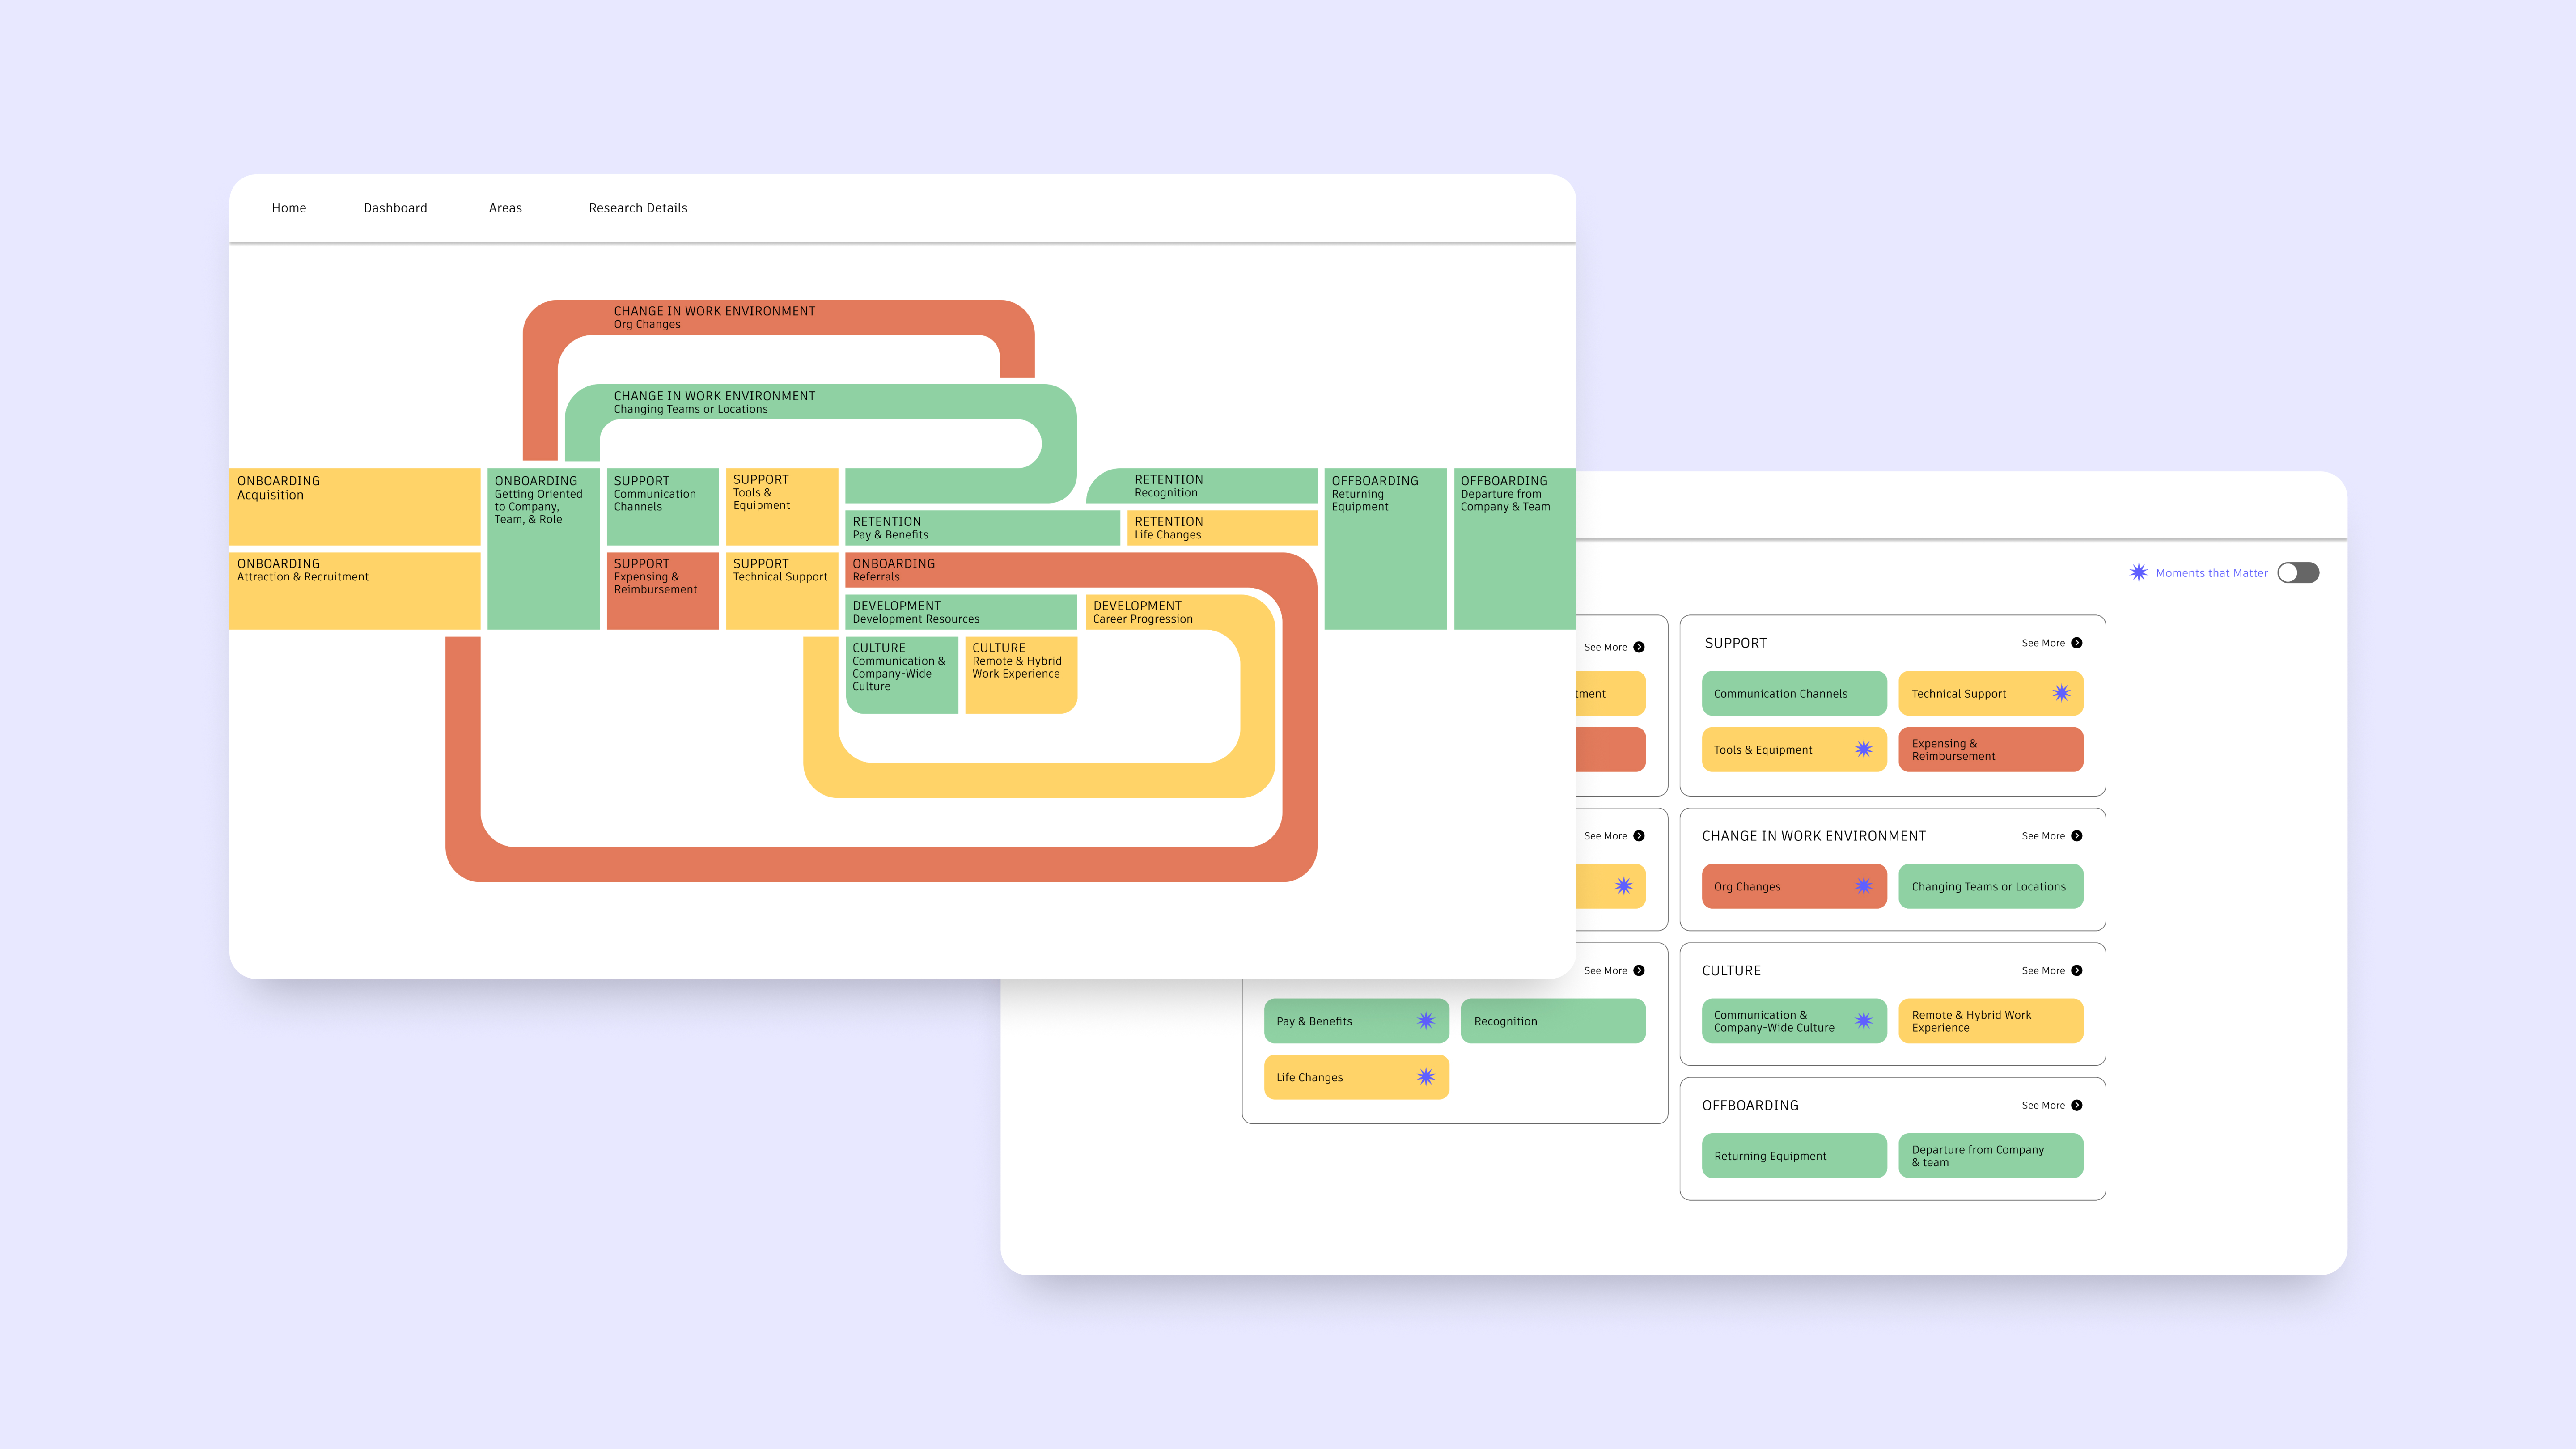 Home
Dashboard
Areas
Research Details
CHANGE IN WORK ENVIRONMENT
Org Changes
CHANGE IN WORK ENVIRONMENT
Changing Teams or Locations
ONBOARDING
Acquisition
ONBOARDING
Getting Oriented
to Company,
Team, & Role
SUPPORT
Communication
Channels
SUPPORT
Tools &
Equipment
RETENTION
Recognition
OFFBOARDING
Returning
Equipment
OFFBOARDING
Departure from
Company & Team
RETENTION
Pay & Benefits
RETENTION
Life Changes
ONBOARDING
Attraction & Recruitment
SUPPORT
Expensing &
Reimbursement
SUPPORT
Technical Support
ONBOARDING
Referrals
DEVELOPMENT
Development Resources
DEVELOPMENT
Career Progression
CULTURE
Communication &
Company-Wide
Culture
CULTURE
Remote & Hybrid
Work Experience
Moments that Matter
See More
tment
See More
See More
Pay & Benefits
Recognition
Life Changes
SUPPORT
See More
Communication Channels
Technical Support
Tools & Equipment
Expensing &
Reimbursement
CHANGE IN WORK ENVIRONMENT
See More
Org Changes
Changing Teams or Locations
CULTURE
See More
Communication &
Company-Wide Culture
Remote & Hybrid Work
Experience
OFFBOARDING
See More
Returning Equipment
Departure from Company
& team